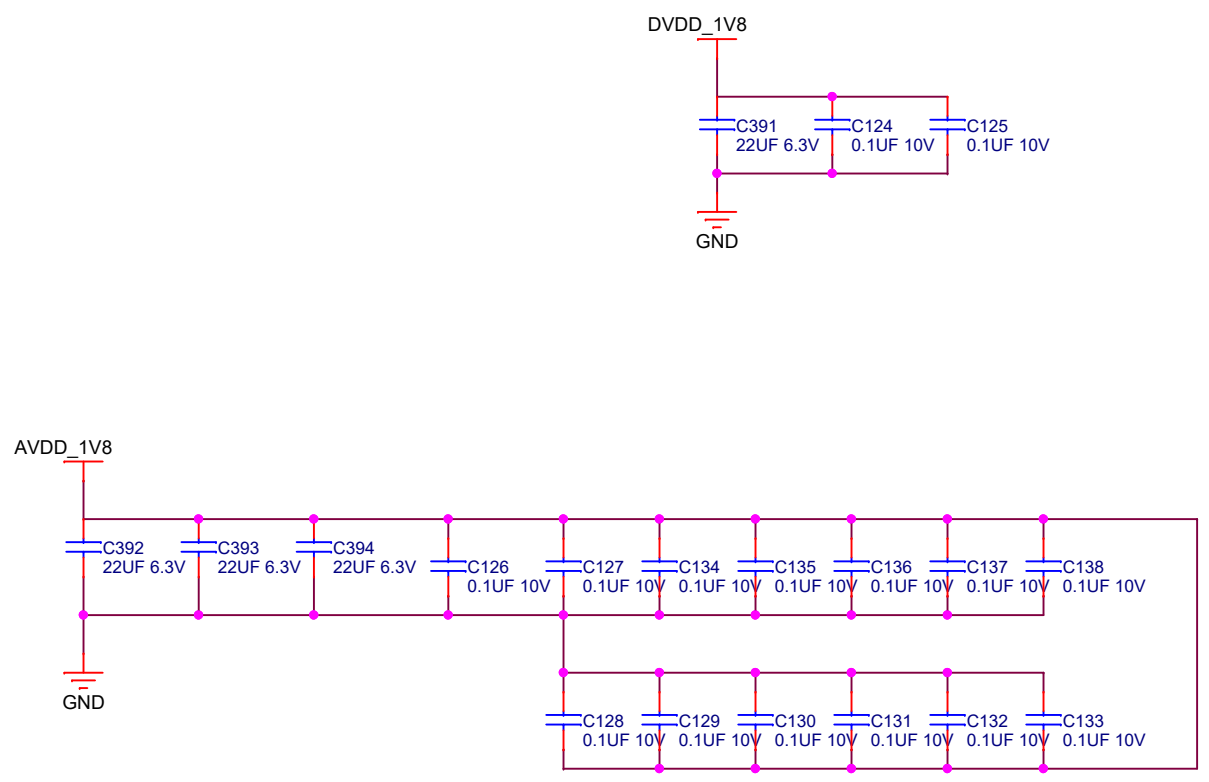 DVDD_1V8
C391
22UF 6.3V
C124
0.1UF 10V
C125
0.1UF 10V
GND
AVDD_1V8
C392
22UF 6.3V
C393
22UF 6.3V
C394
22UF 6.3V
C126
0.1UF 10V
C127
0.1UF 10V
C134
0.1UF 10V
C135
0.1UF 10V
C136
0.1UF 10V
C137
0.1UF 10V
C138
0.1UF 10V
GND
C128
0.1UF 10V
C129
0.1UF 10V
C130
0.1UF 10V
C131
0.1UF 10V
C132
0.1UF 10V
C133
0.1UF 10V